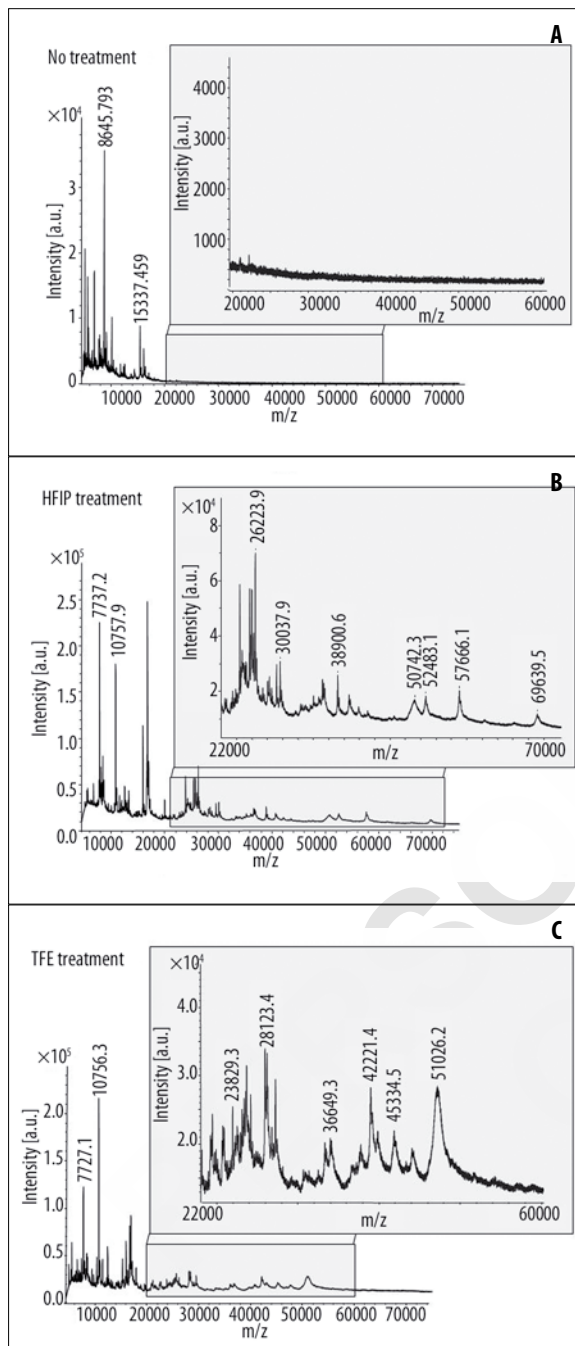 A
No treatment
×10⁴
8645.793
15337.459
Intensity [a.u.]
3
2
1
0
10000 20000 30000 40000 50000 60000 70000
m/z
Intensity [a.u.]
4000
3000
2000
1000
20000 30000 40000 50000 60000
m/z
B
HFIP treatment
×10⁵
7737.2
10757.9
Intensity [a.u.]
2.5
2.0
1.5
1.0
0.5
0.0
10000 20000 30000 40000 50000 60000 70000
m/z
×10⁴
26223.9
30037.9
38900.6
50742.3
52483.1
57666.1
69639.5
Intensity [a.u.]
8
6
4
2
22000 m/z 70000
C
TFE treatment
×10⁵
7727.1
10756.3
Intensity [a.u.]
2.0
1.5
1.0
0.5
0.0
10000 20000 30000 40000 50000 60000 70000
m/z
×10⁴
23829.3
28123.4
36649.3
42221.4
45334.5
51026.2
Intensity [a.u.]
4.0
3.0
2.0
22000 m/z 60000